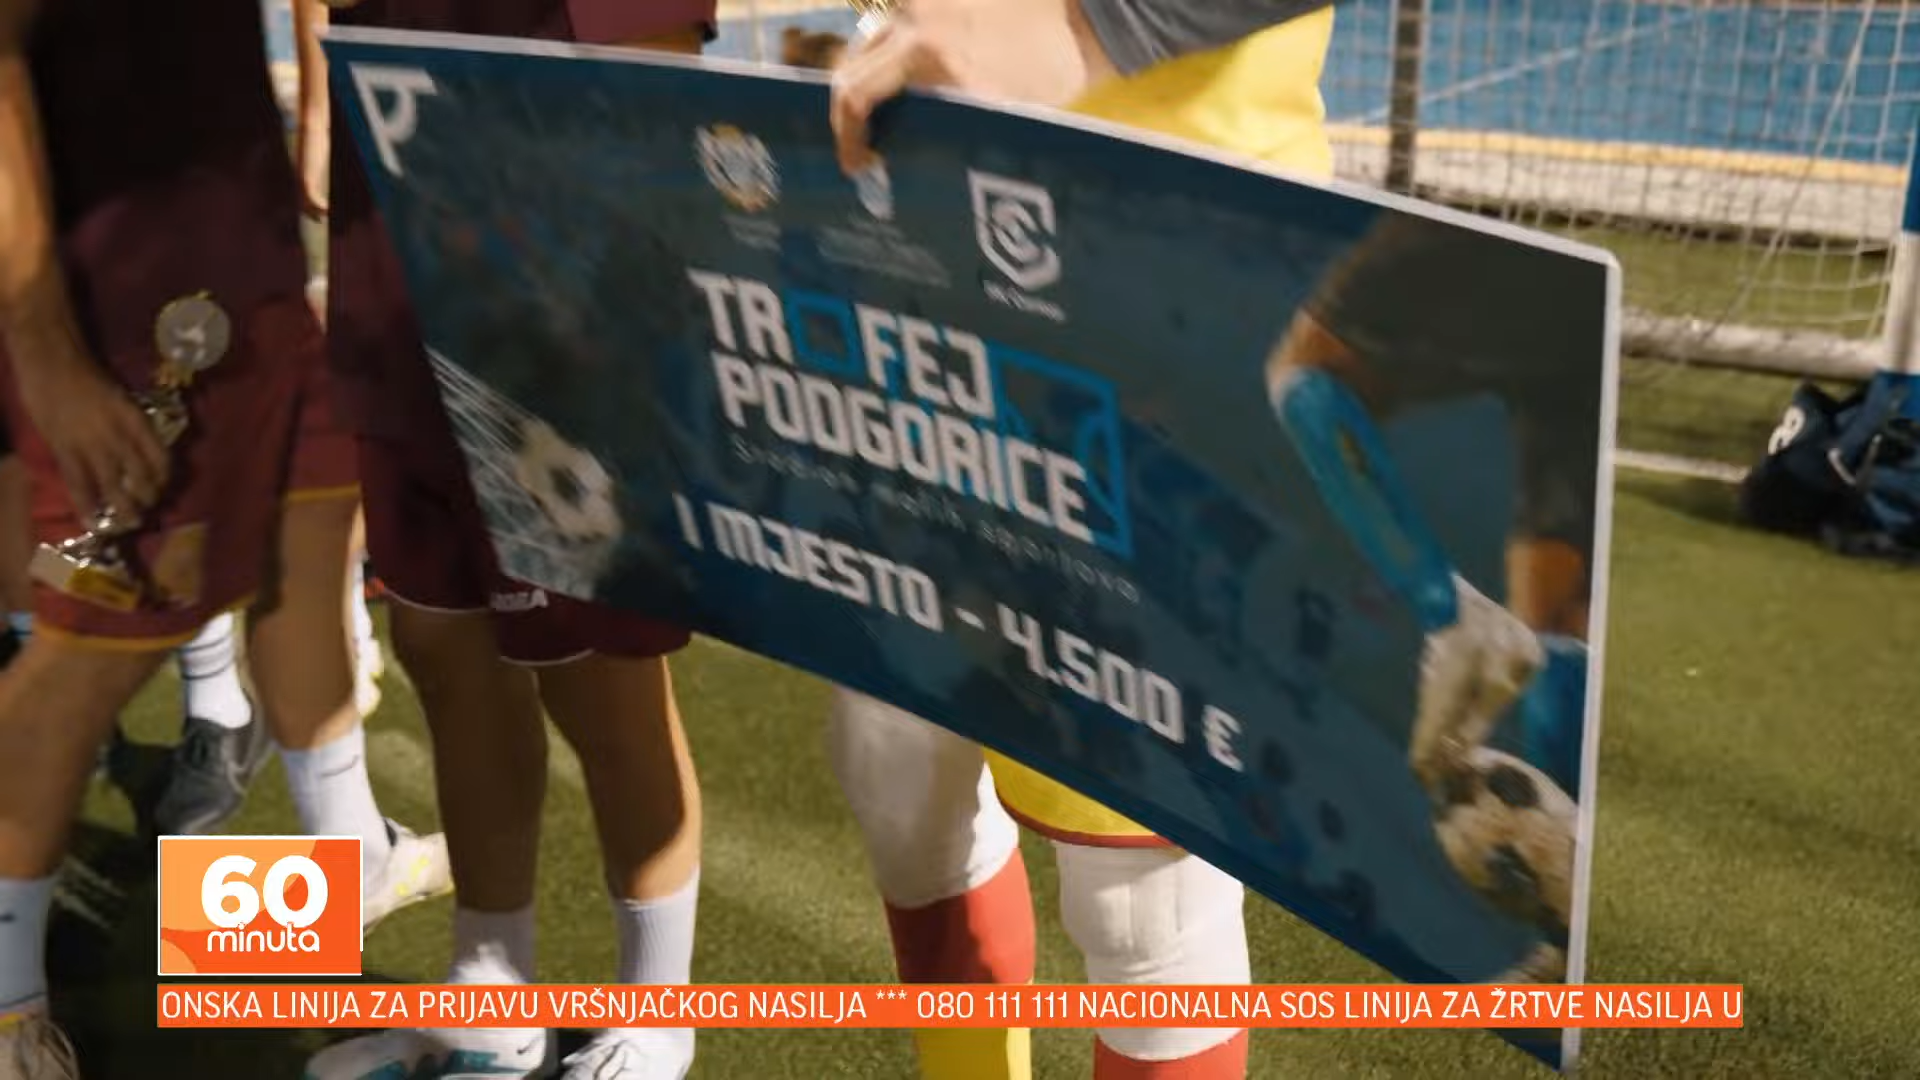 TROFEJ
PODGORICE
1 MJESTO - 4.500 €
60
minuta
ONSKA LINIJA ZA PRIJAVU VRŠNJAČKOG NASILJA *** 080 111 111 NACIONALNA SOS LINIJA ZA ŽRTVE NASILJA U